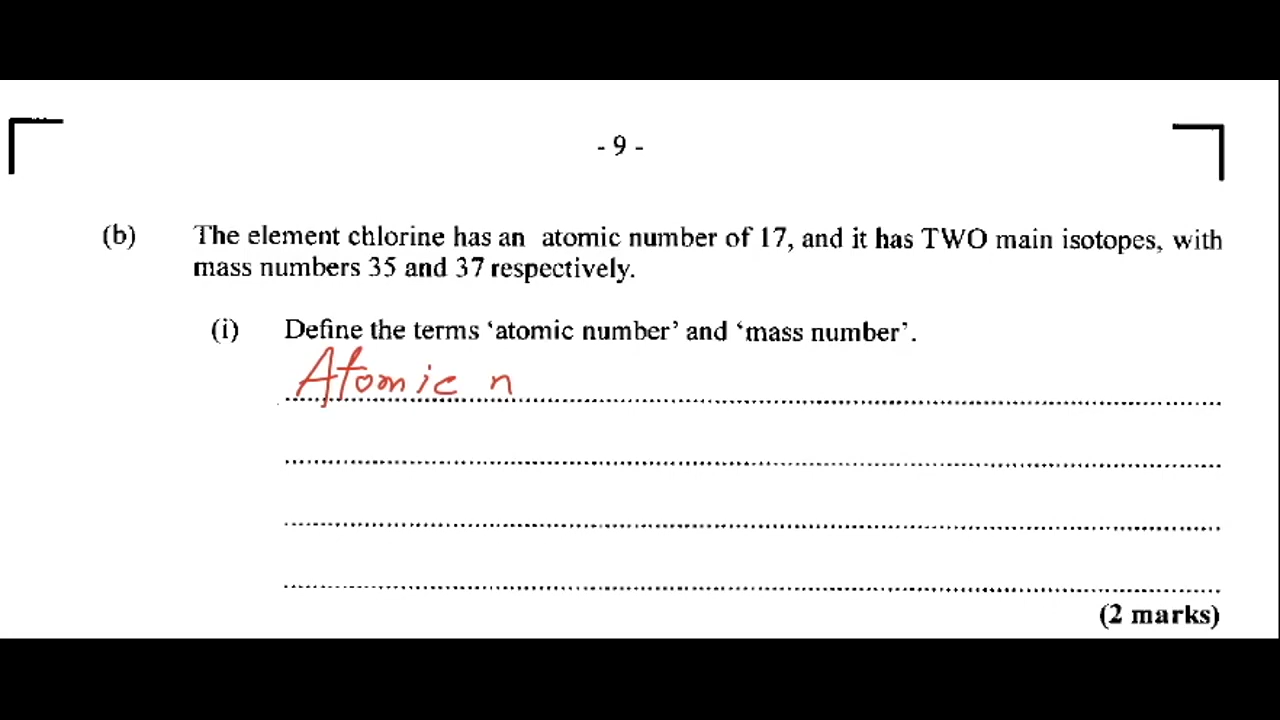 - 9 -
(b) The element chlorine has an atomic number of 17, and it has TWO main isotopes, with
mass numbers 35 and 37 respectively.
(i) Define the terms ‘atomic number’ and ‘mass number’.
Atomic n
(2 marks)